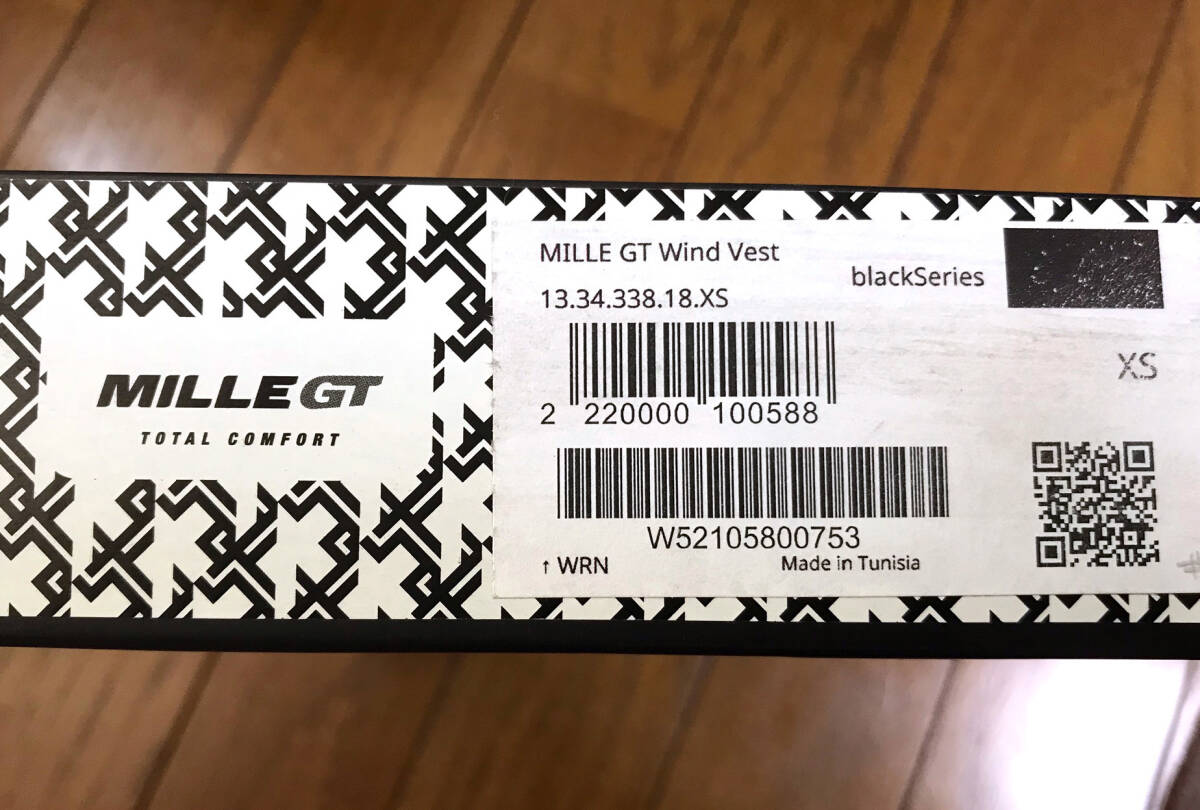 MILLE GT
TOTAL COMFORT
MILLE GT Wind Vest
blackSeries
13.34.338.18.XS
XS
2 220000 100588
W52105800753
↑ WRN
Made in Tunisia